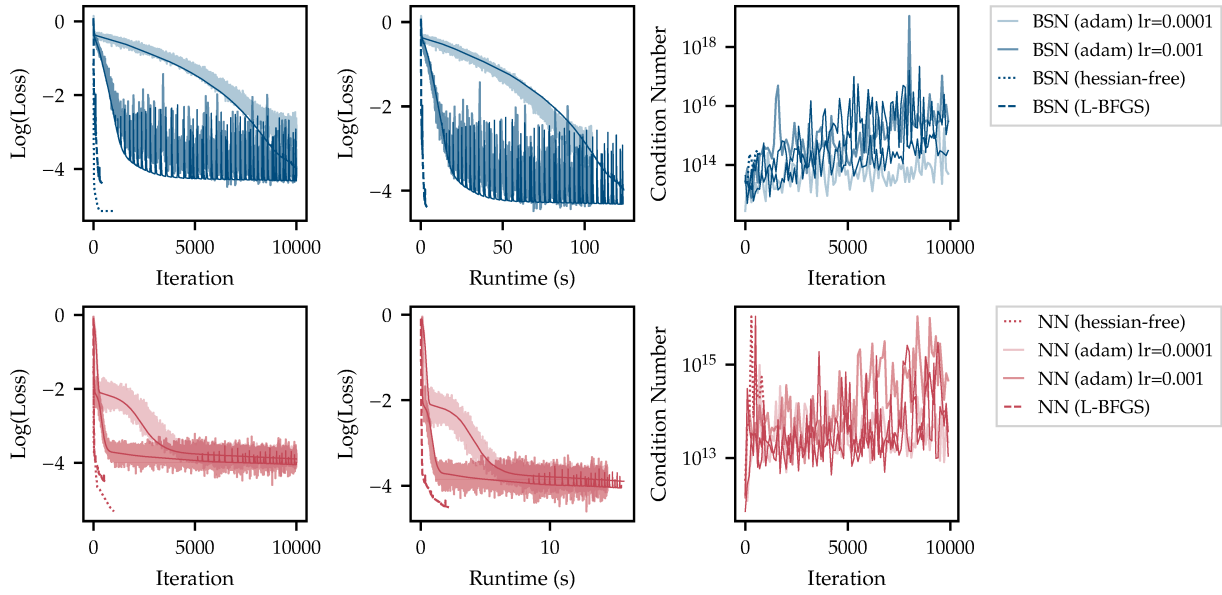 Log(Loss)
0
−2
−4
0
5000
10000
Iteration
Log(Loss)
0
−2
−4
0
50
100
Runtime (s)
Condition Number
10^18
10^16
10^14
0
5000
10000
Iteration
BSN (adam) lr=0.0001
BSN (adam) lr=0.001
BSN (hessian-free)
BSN (L-BFGS)
Log(Loss)
0
−2
−4
0
5000
10000
Iteration
Log(Loss)
0
−2
−4
0
10
Runtime (s)
Condition Number
10^15
10^13
0
5000
10000
Iteration
NN (hessian-free)
NN (adam) lr=0.0001
NN (adam) lr=0.001
NN (L-BFGS)